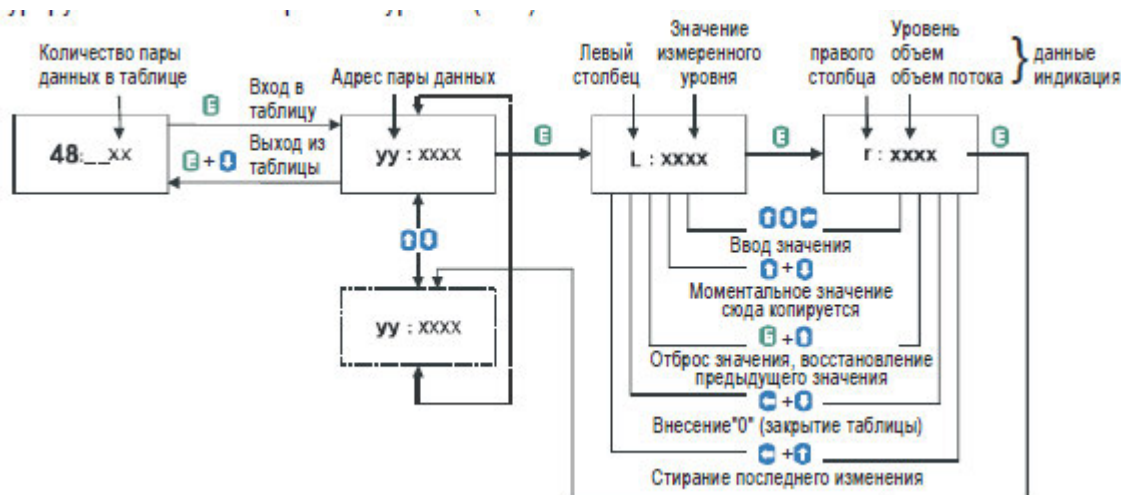 Количество пары
данных в таблице
Вход в
таблицу
Выход из
таблицы
E
E +
48:__xx
Адрес пары данных
yy : xxxx
yy : xxxx
E
Левый
столбец
Значение
измеренного
уровня
L : xxxx
E
правого
столбца
Уровень
объем
объем потока
данные
индикация
r : xxxx
E
Ввод значения
+
Моментальное значение
сюда копируется
E +
Отброс значения, восстановление
предыдущего значения
+
Внесение"0" (закрытие таблицы)
+
Стирание последнего изменения